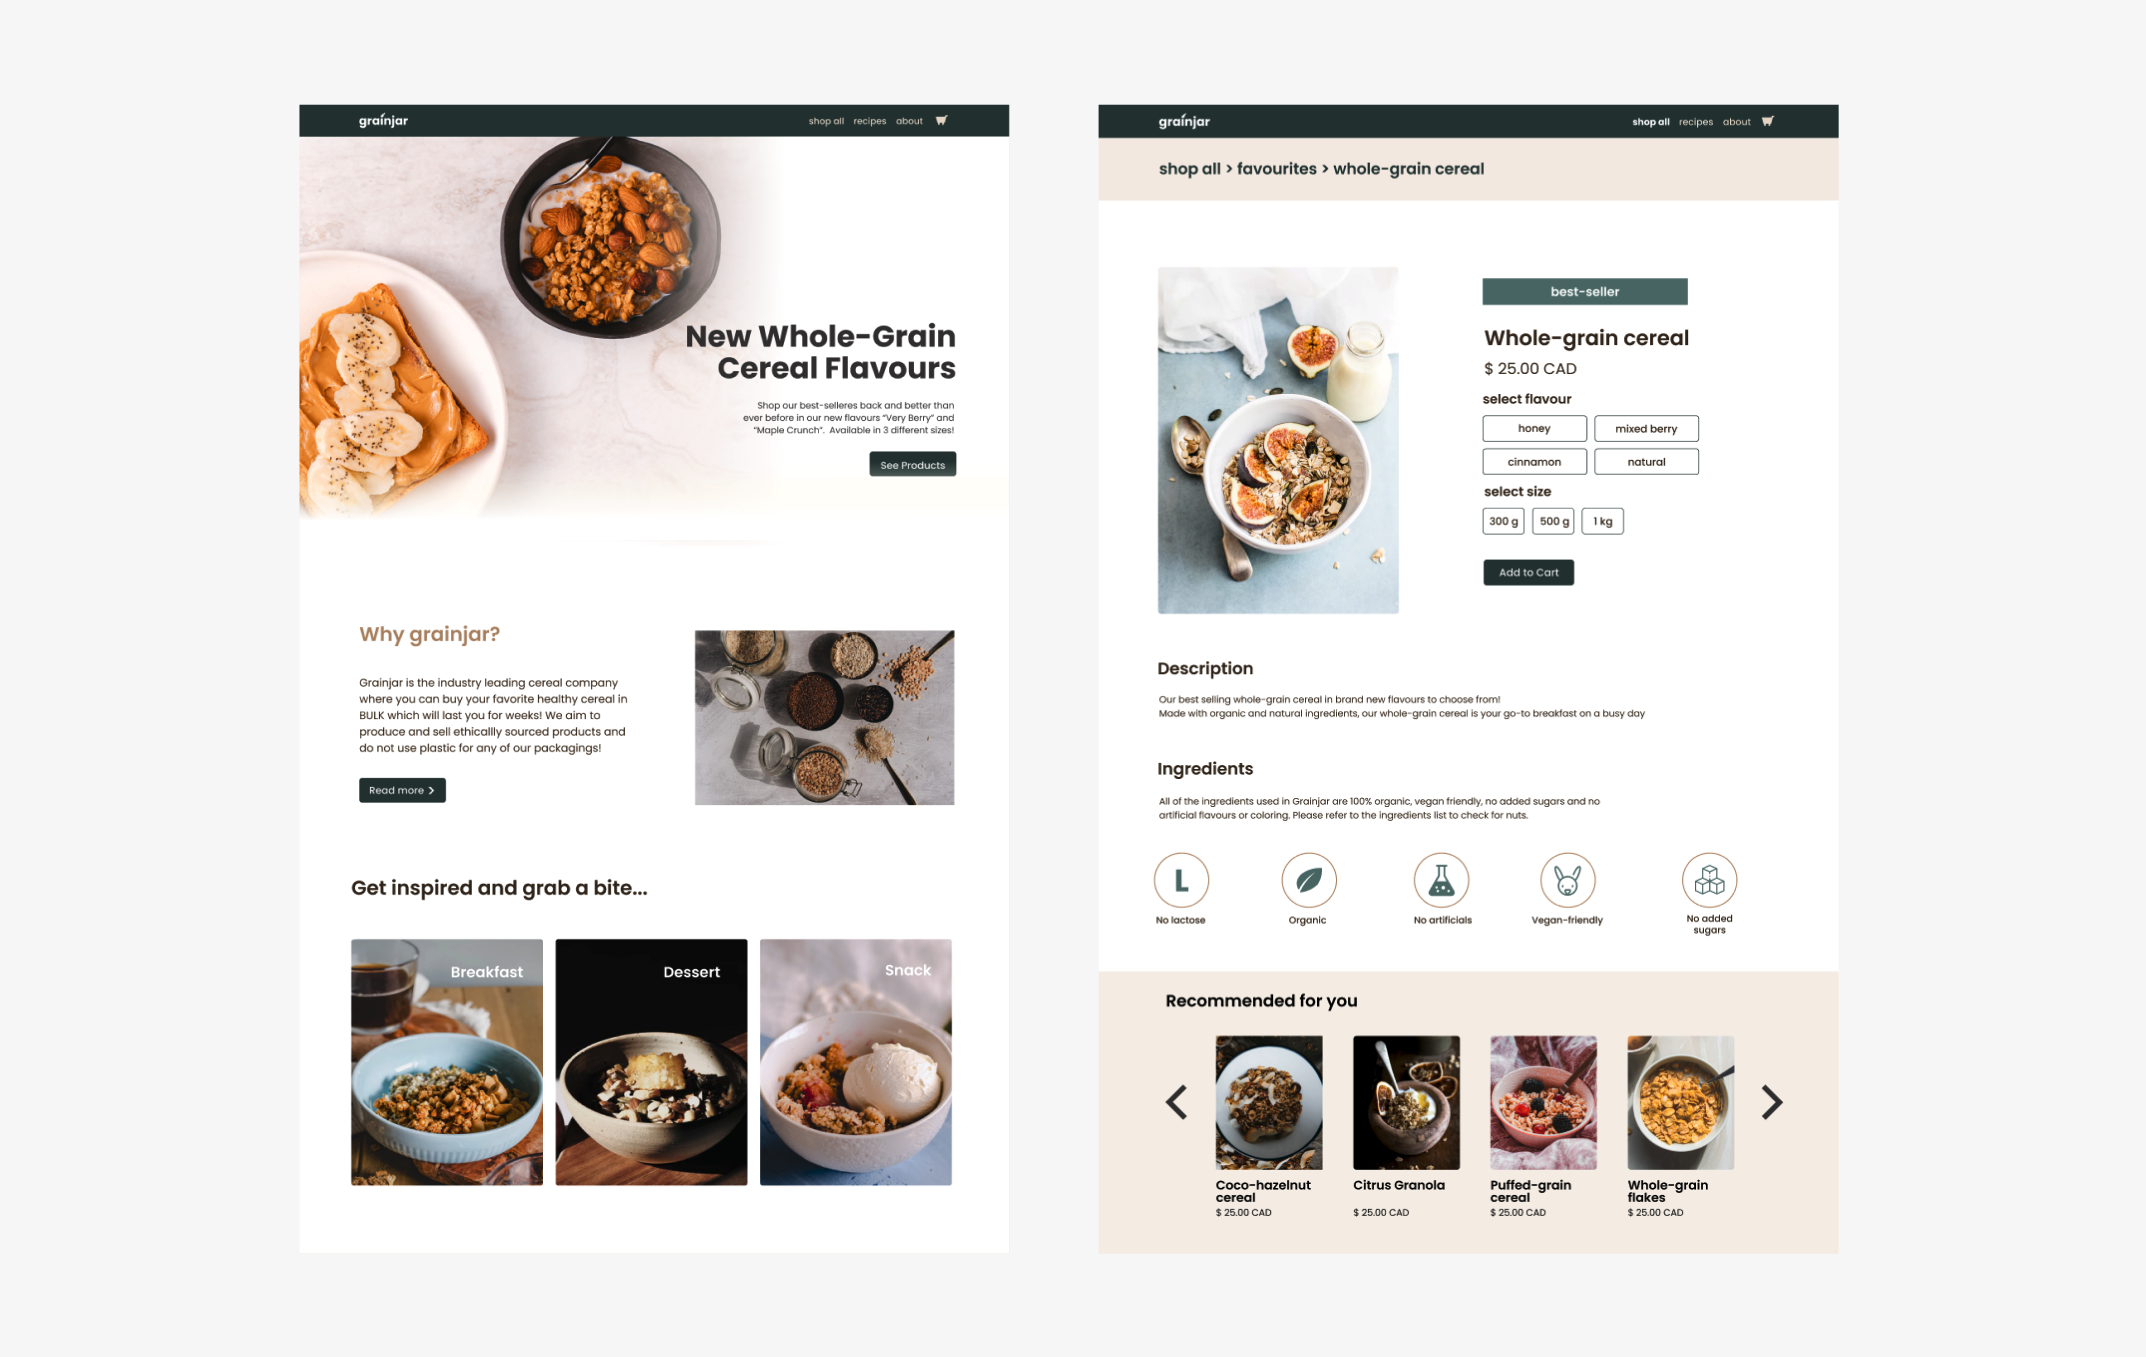 grainjar
shop all recipes about
New Whole-Grain
Cereal Flavours
Shop our best-selleres back and better than
ever before in our new flavours “Very Berry” and
“Maple Crunch”. Available in 3 different sizes!
See Products
Why grainjar?
Grainjar is the industry leading cereal company
where you can buy your favorite healthy cereal in
BULK which will last you for weeks! We aim to
produce and sell ethicallly sourced products and
do not use plastic for any of our packagings!
Read more >
Get inspired and grab a bite...
Breakfast
Dessert
Snack
grainjar
shop all recipes about
shop all > favourites > whole-grain cereal
best-seller
Whole-grain cereal
$ 25.00 CAD
select flavour
honey mixed berry
cinnamon natural
select size
300 g 500 g 1 kg
Add to Cart
Description
Our best selling whole-grain cereal in brand new flavours to choose from!
Made with organic and natural ingredients, our whole-grain cereal is your go-to breakfast on a busy day
Ingredients
All of the ingredients used in Grainjar are 100% organic, vegan friendly, no added sugars and no
artificial flavours or coloring. Please refer to the ingredients list to check for nuts.
L
No lactose
Organic
No artificials
Vegan-friendly
No added
sugars
Recommended for you
Coco-hazelnut
cereal
$ 25.00 CAD
Citrus Granola
$ 25.00 CAD
Puffed-grain
cereal
$ 25.00 CAD
Whole-grain
flakes
$ 25.00 CAD